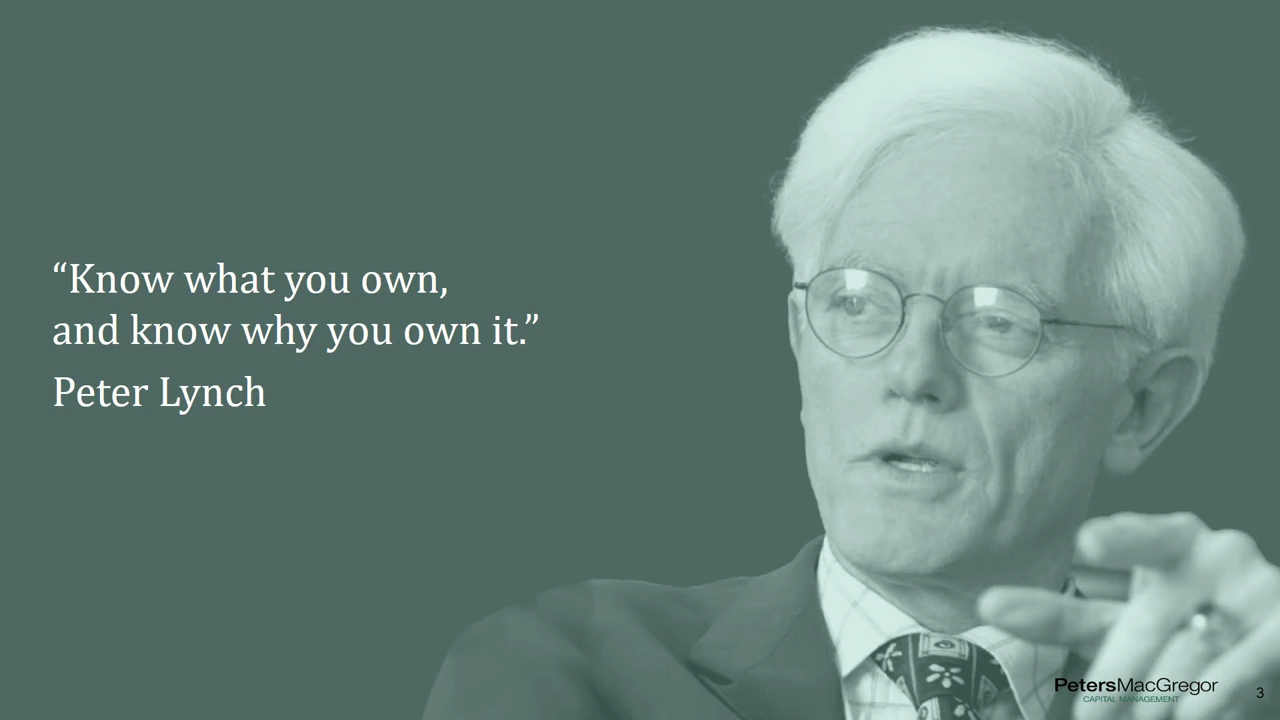 “Know what you own,
and know why you own it.”
Peter Lynch
PetersMacGregor
CAPITAL MANAGEMENT
3